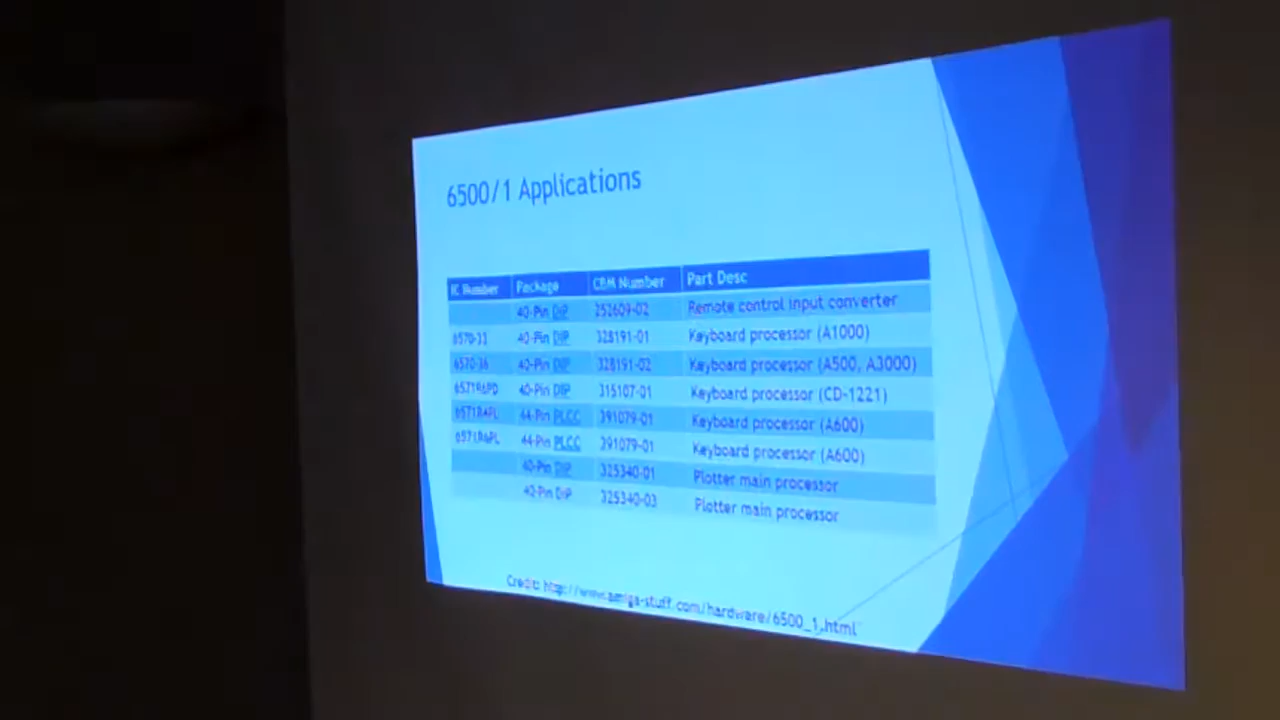 6500/1 Applications
IC Number Package CBM Number Part Desc
40-Pin DIP 252609-02 Remote control input converter
6570-33 40-Pin DIP 328191-01 Keyboard processor (A1000)
6570-36 40-Pin DIP 328191-02 Keyboard processor (A500, A3000)
40-Pin DIP 315107-01 Keyboard processor (CD-1221)
44-Pin PLCC 391079-01 Keyboard processor (A600)
44-Pin PLCC 391079-01 Keyboard processor (A600)
40-Pin DIP 325340-01 Plotter main processor
40-Pin DIP 325340-03 Plotter main processor
Credit: http://www.amiga-stuff.com/hardware/6500_1.html